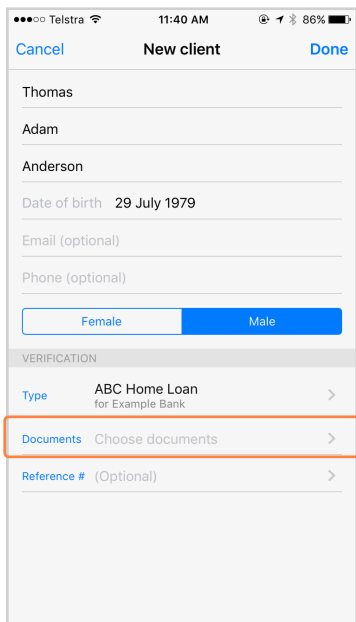 Telstra 11:40 AM 86%
Cancel New client Done
Thomas
Adam
Anderson
Date of birth 29 July 1979
Email (optional)
Phone (optional)
Female Male
VERIFICATION
Type ABC Home Loan
for Example Bank
Documents Choose documents
Reference # (Optional)